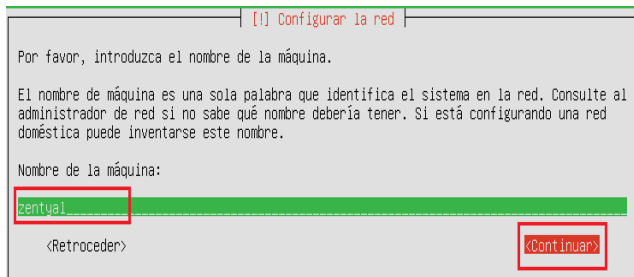 [!] Configurar la red
Por favor, introduzca el nombre de la máquina.
El nombre de máquina es una sola palabra que identifica el sistema en la red. Consulte al
administrador de red si no sabe qué nombre debería tener. Si está configurando una red
doméstica puede inventarse este nombre.
Nombre de la máquina:
zentyal
<Retroceder> <Continuar>